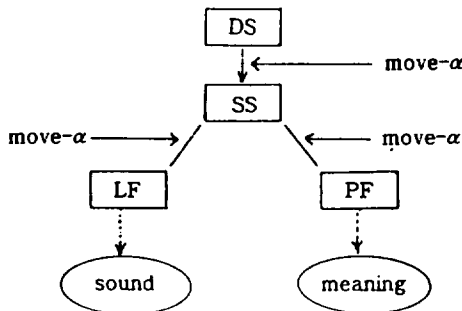 DS
move-α
SS
move-α
move-α
LF
PF
sound
meaning